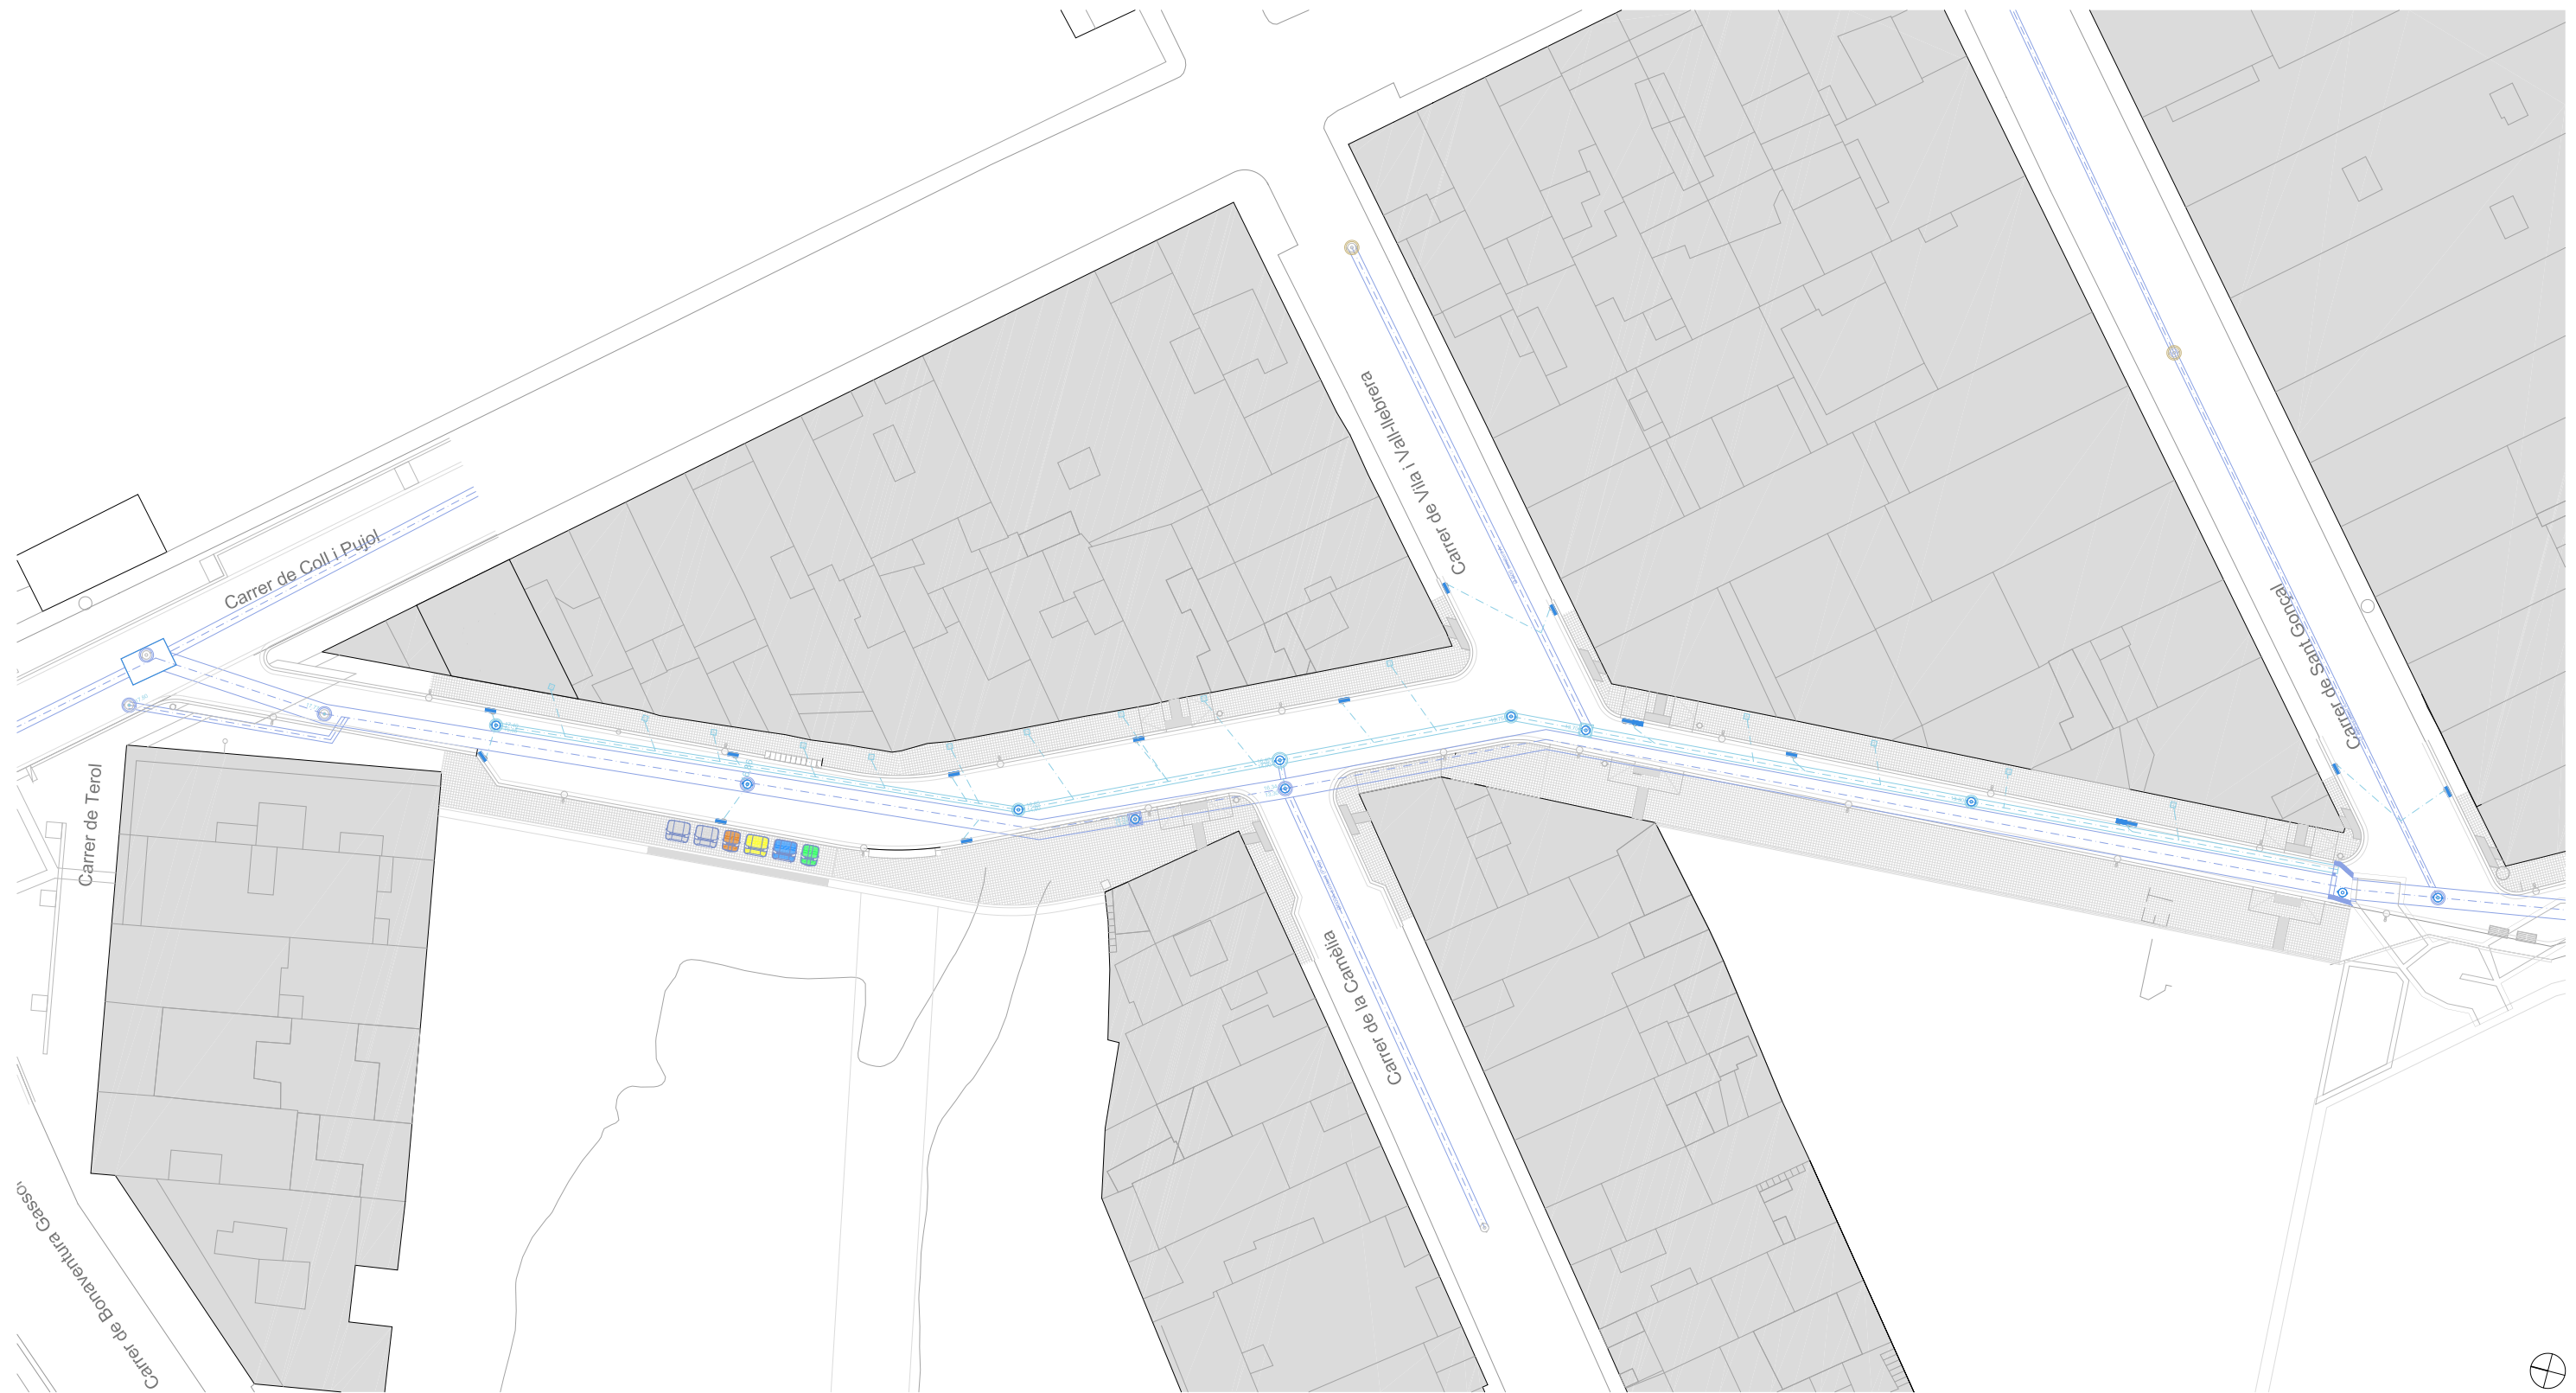 Carrer de Vila i Vall-llebrera
Carrer de Coll i Pujol
Carrer de Sant Gonçal
Carrer de Terol
Carrer de la Camèlia
Carrer de Bonaventura Gasso